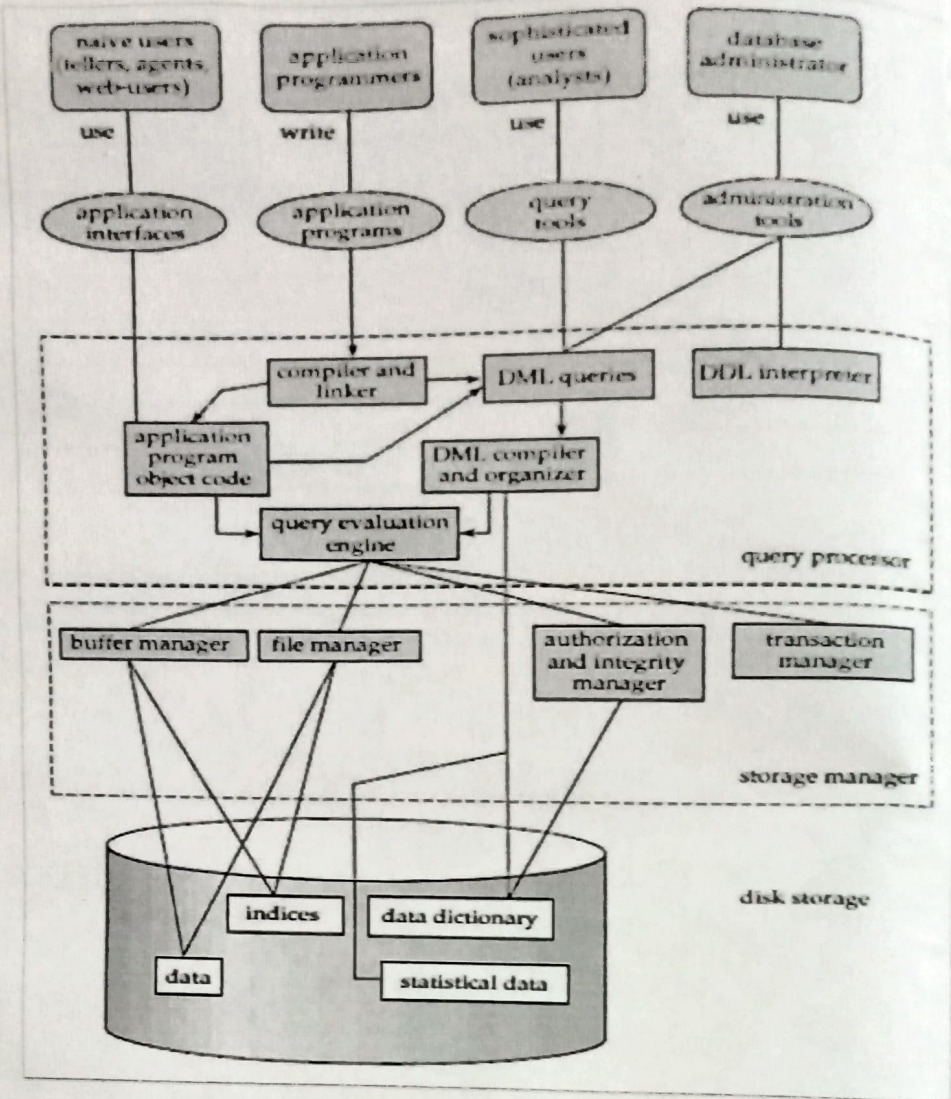 naive users
(tellers, agents,
web-users)
application
programmers
sophisticated
users
(analysts)
database
administrator
use
write
use
use
application
interfaces
application
programs
query
tools
administration
tools
compiler and
linker
DML queries
DDL interpreter
application
program
object code
DML compiler
and organizer
query evaluation
engine
query processor
buffer manager
file manager
authorization
and integrity
manager
transaction
manager
storage manager
indices
data dictionary
disk storage
data
statistical data